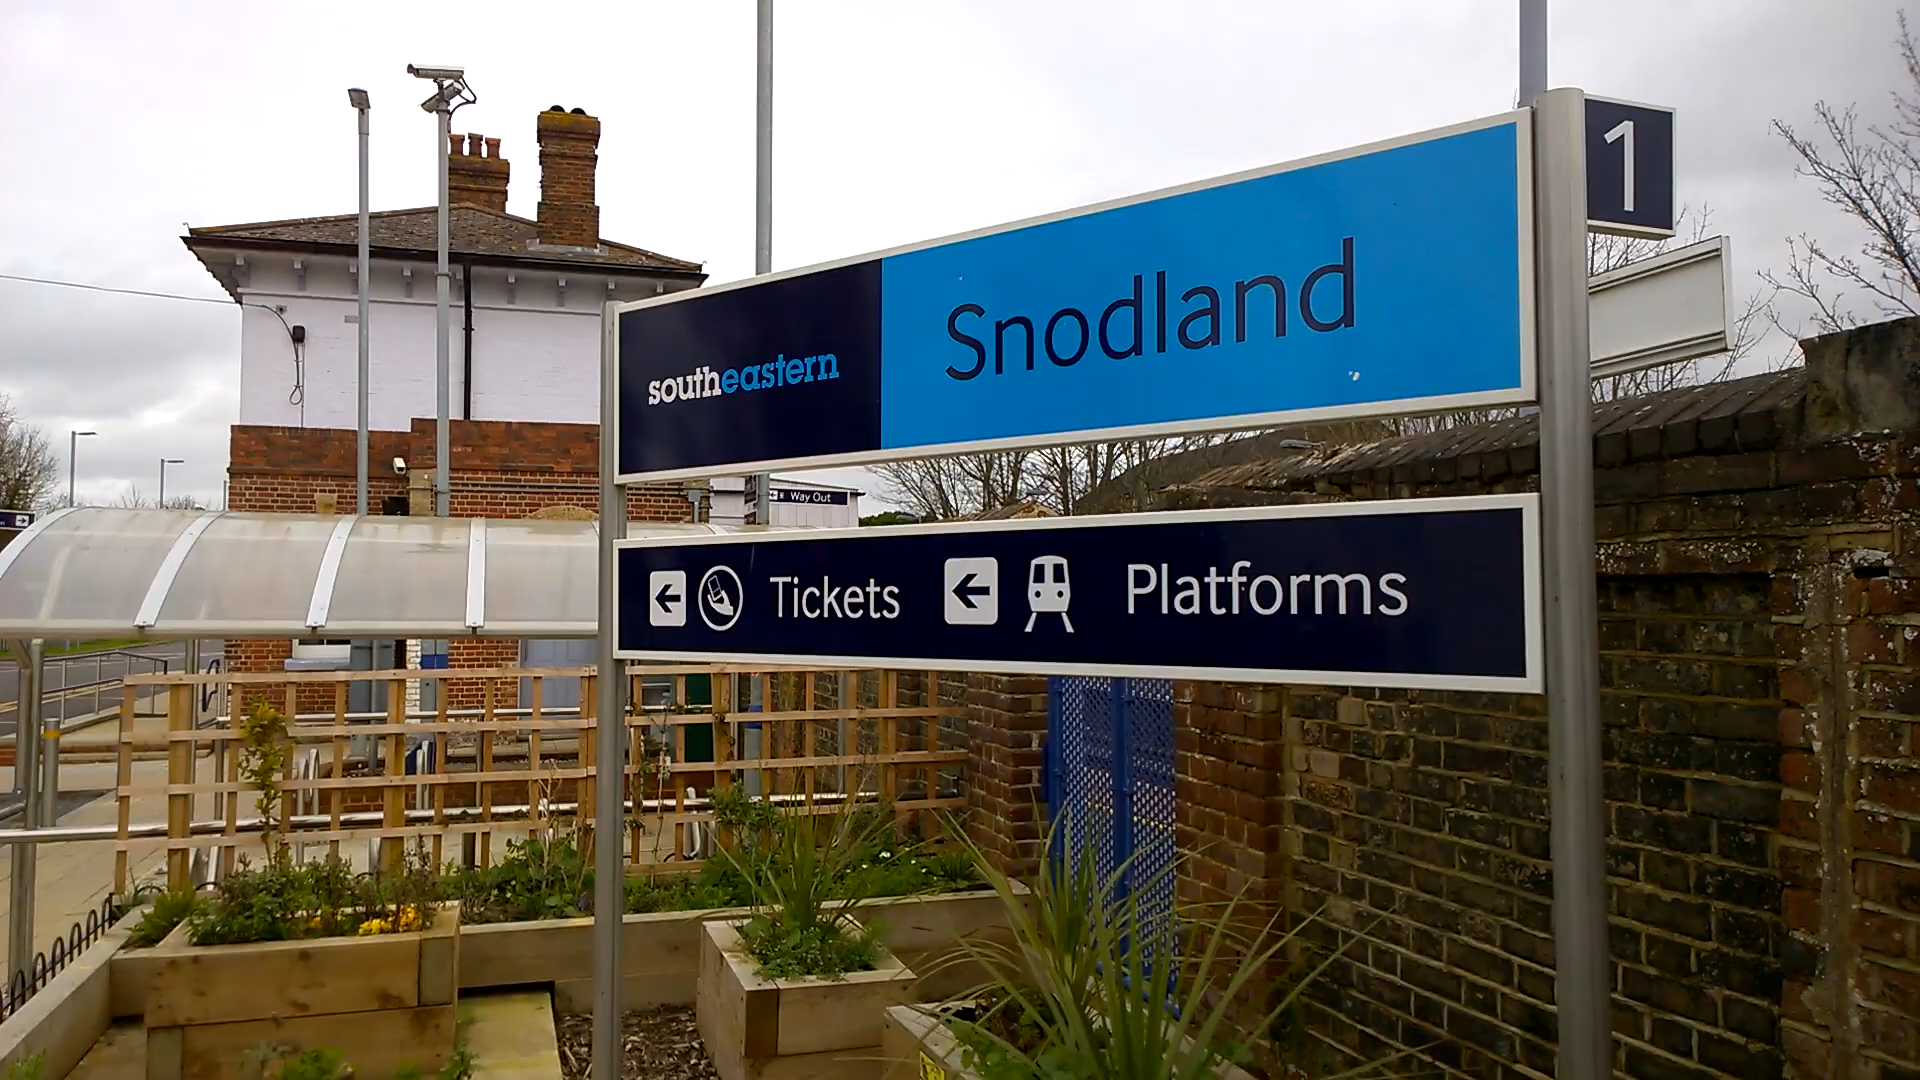 1
southeastern
Snodland
Way Out
Tickets
Platforms